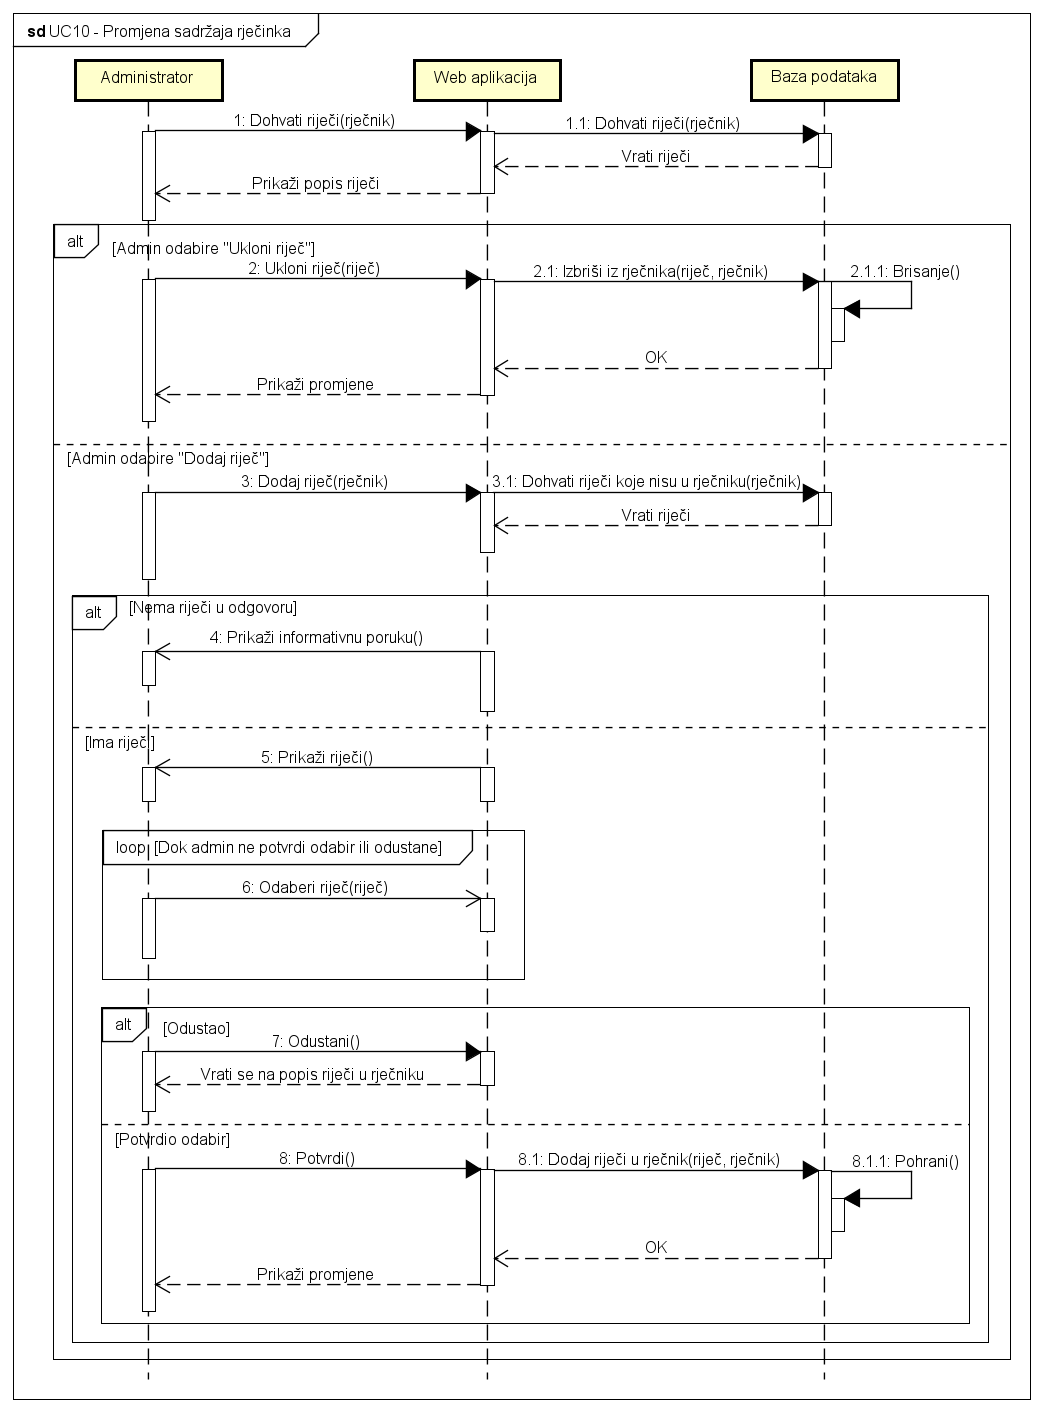 sd UC10 - Promjena sadržaja rječinka
Administrator
Web aplikacija
Baza podataka
1: Dohvati riječi(rječnik)
1.1: Dohvati riječi(rječnik)
Vrati riječi
Prikaži popis riječi
alt
[Admin odabire "Ukloni riječ"]
2: Ukloni riječ(riječ)
2.1: Izbriši iz rječnika(riječ, rječnik)
2.1.1: Brisanje()
OK
Prikaži promjene
[Admin odabire "Dodaj riječ"]
3: Dodaj riječ(rječnik)
3.1: Dohvati riječi koje nisu u rječniku(rječnik)
Vrati riječi
alt
[Nema riječi u odgovoru]
4: Prikaži informativnu poruku()
[Ima riječi]
5: Prikaži riječi()
loop [Dok admin ne potvrdi odabir ili odustane]
6: Odaberi riječ(riječ)
alt
[Odustao]
7: Odustani()
Vrati se na popis riječi u rječniku
[Potvrdio odabir]
8: Potvrdi()
8.1: Dodaj riječi u rječnik(riječ, rječnik)
8.1.1: Pohrani()
OK
Prikaži promjene